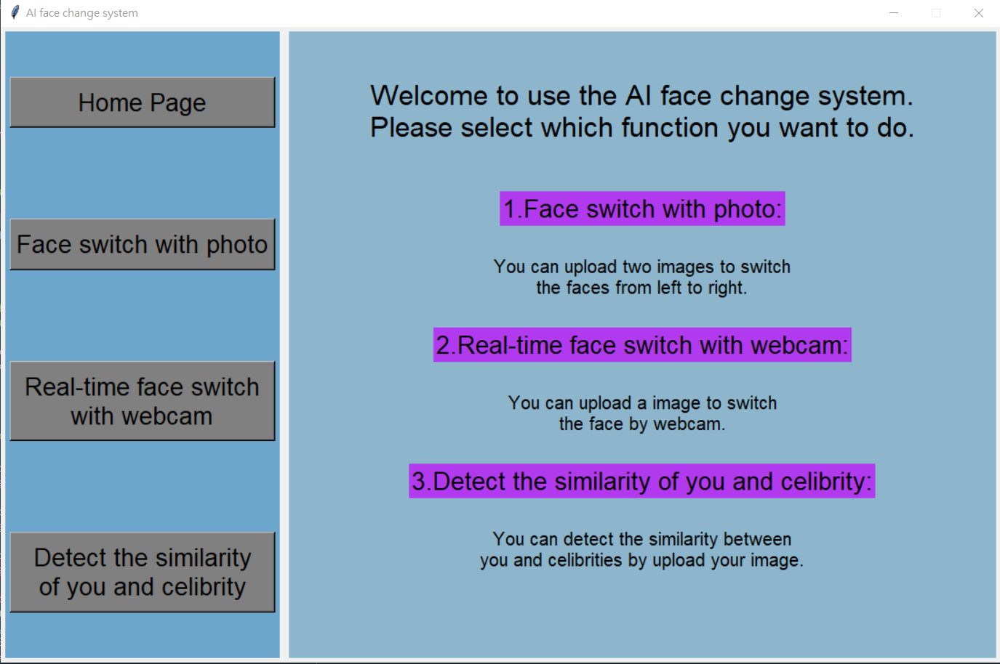 AI face change system
Home Page
Face switch with photo
Real-time face switch
with webcam
Detect the similarity
of you and celibrity
Welcome to use the AI face change system.
Please select which function you want to do.
1.Face switch with photo:
You can upload two images to switch
the faces from left to right.
2.Real-time face switch with webcam:
You can upload a image to switch
the face by webcam.
3.Detect the similarity of you and celibrity:
You can detect the similarity between
you and celibrities by upload your image.